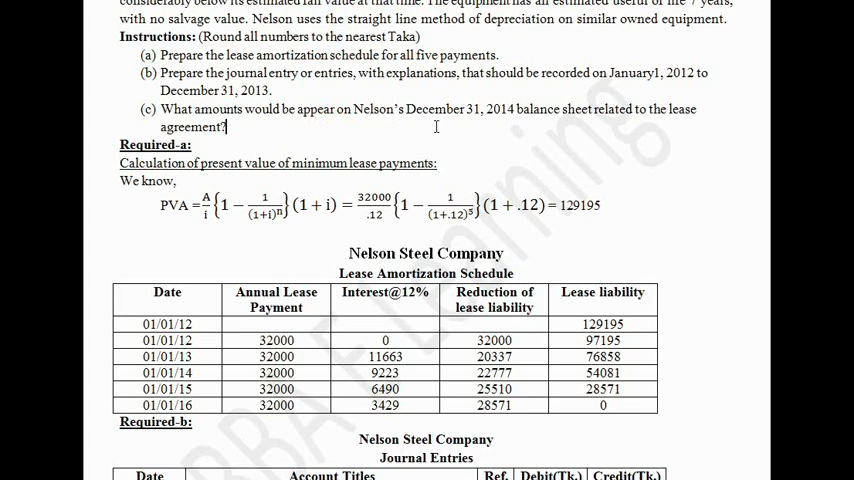 considerably below its estimated fair value at that time. The equipment has an estimated useful of life 7 years,
with no salvage value. Nelson uses the straight line method of depreciation on similar owned equipment.
Instructions: (Round all numbers to the nearest Taka)
(a) Prepare the lease amortization schedule for all five payments.
(b) Prepare the journal entry or entries, with explanations, that should be recorded on January1, 2012 to
December 31, 2013.
(c) What amounts would be appear on Nelson's December 31, 2014 balance sheet related to the lease
agreement?
Required-a:
Calculation of present value of minimum lease payments:
We know,
PVA = A/i {1 − 1/(1+i)^n} (1 + i) = 32000/.12 {1 − 1/(1+.12)^5} (1 + .12) = 129195
Nelson Steel Company
Lease Amortization Schedule
Date Annual Lease Payment Interest@12% Reduction of lease liability Lease liability
01/01/12 129195
01/01/12 32000 0 32000 97195
01/01/13 32000 11663 20337 76858
01/01/14 32000 9223 22777 54081
01/01/15 32000 6490 25510 28571
01/01/16 32000 3429 28571 0
Required-b:
Nelson Steel Company
Journal Entries
Date Account Titles Ref. Debit(Tk.) Credit(Tk.)
BBA E Learning